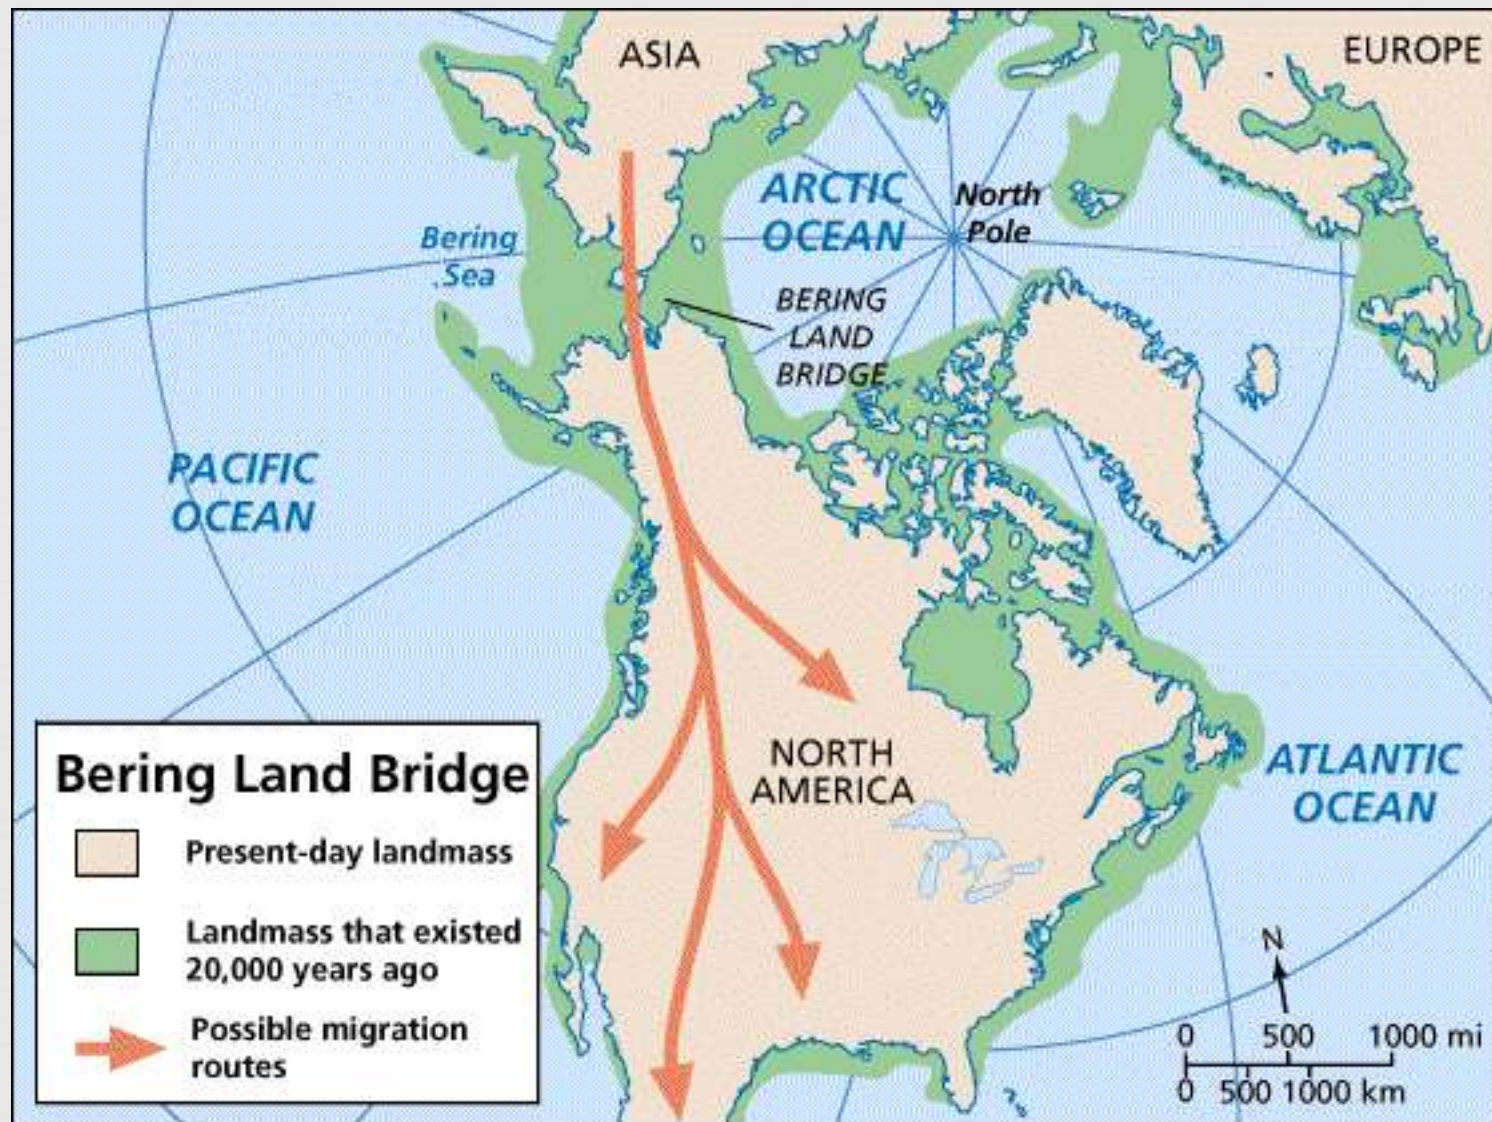 ASIA
EUROPE
ARCTIC
OCEAN
North
Pole
Bering
Sea
BERING
LAND
BRIDGE
PACIFIC
OCEAN
NORTH
AMERICA
ATLANTIC
OCEAN
Bering Land Bridge
Present-day landmass
Landmass that existed
20,000 years ago
Possible migration
routes
N
0 500 1000 mi
0 500 1000 km